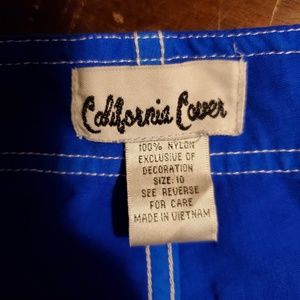 California Cover
100% NYLON
EXCLUSIVE OF
DECORATION
SIZE: 10
SEE REVERSE
FOR CARE
MADE IN VIETNAM